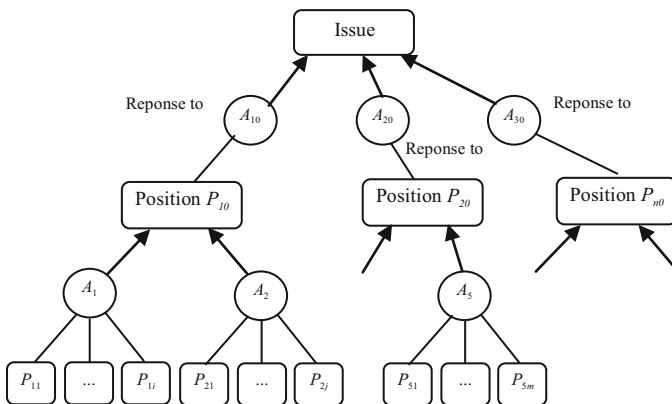 Issue
Reponse to
A10
A20
A30
Reponse to
Reponse to
Position P10
Position P20
Position Pn0
A1
A2
A5
P11
...
P1i
P21
...
P2j
P51
...
P5m